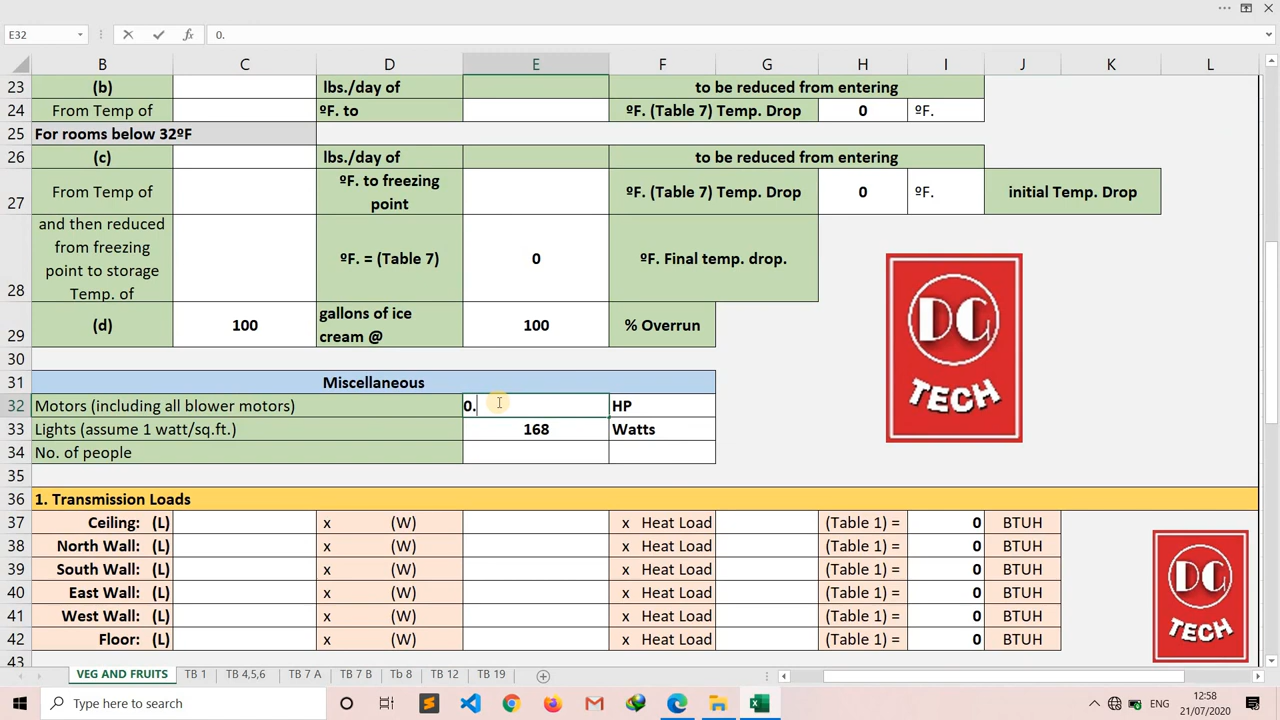 E32 fx 0.
B C D E F G H I J K L
23 (b) lbs./day of to be reduced from entering
24 From Temp of ºF. to ºF. (Table 7) Temp. Drop 0 ºF.
25 For rooms below 32ºF
26 (c) lbs./day of to be reduced from entering
27 From Temp of ºF. to freezing point ºF. (Table 7) Temp. Drop 0 ºF. initial Temp. Drop
28 and then reduced from freezing point to storage Temp. of ºF. = (Table 7) 0 ºF. Final temp. drop.
29 (d) 100 gallons of ice cream @ 100 % Overrun
30
31 Miscellaneous
32 Motors (including all blower motors) 0. HP
33 Lights (assume 1 watt/sq.ft.) 168 Watts
34 No. of people
35
36 1. Transmission Loads
37 Ceiling: (L) x (W) x Heat Load (Table 1) = 0 BTUH
38 North Wall: (L) x (W) x Heat Load (Table 1) = 0 BTUH
39 South Wall: (L) x (W) x Heat Load (Table 1) = 0 BTUH
40 East Wall: (L) x (W) x Heat Load (Table 1) = 0 BTUH
41 West Wall: (L) x (W) x Heat Load (Table 1) = 0 BTUH
42 Floor: (L) x (W) x Heat Load (Table 1) = 0 BTUH
43
DG
TECH
DG
TECH
VEG AND FRUITS TB 1 TB 4,5,6 TB 7 A TB 7 B Tb 8 TB 12 TB 19
Type here to search
ENG
12:58
21/07/2020